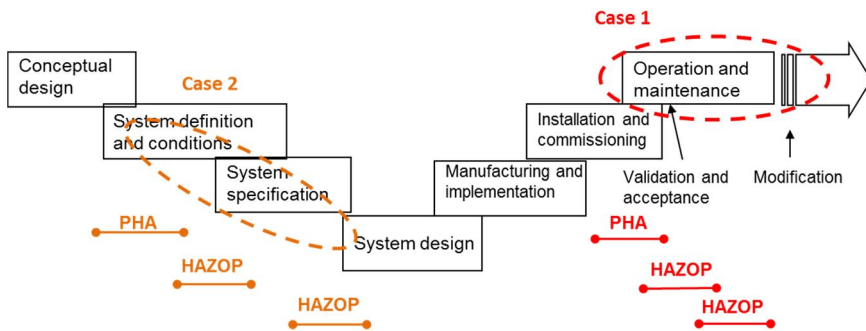 Case 1
Conceptual
design
Case 2
Operation and
maintenance
System definition
and conditions
Installation and
commissioning
System
specification
Manufacturing and
implementation
Validation and
acceptance
Modification
PHA
System design
PHA
HAZOP
HAZOP
HAZOP
HAZOP